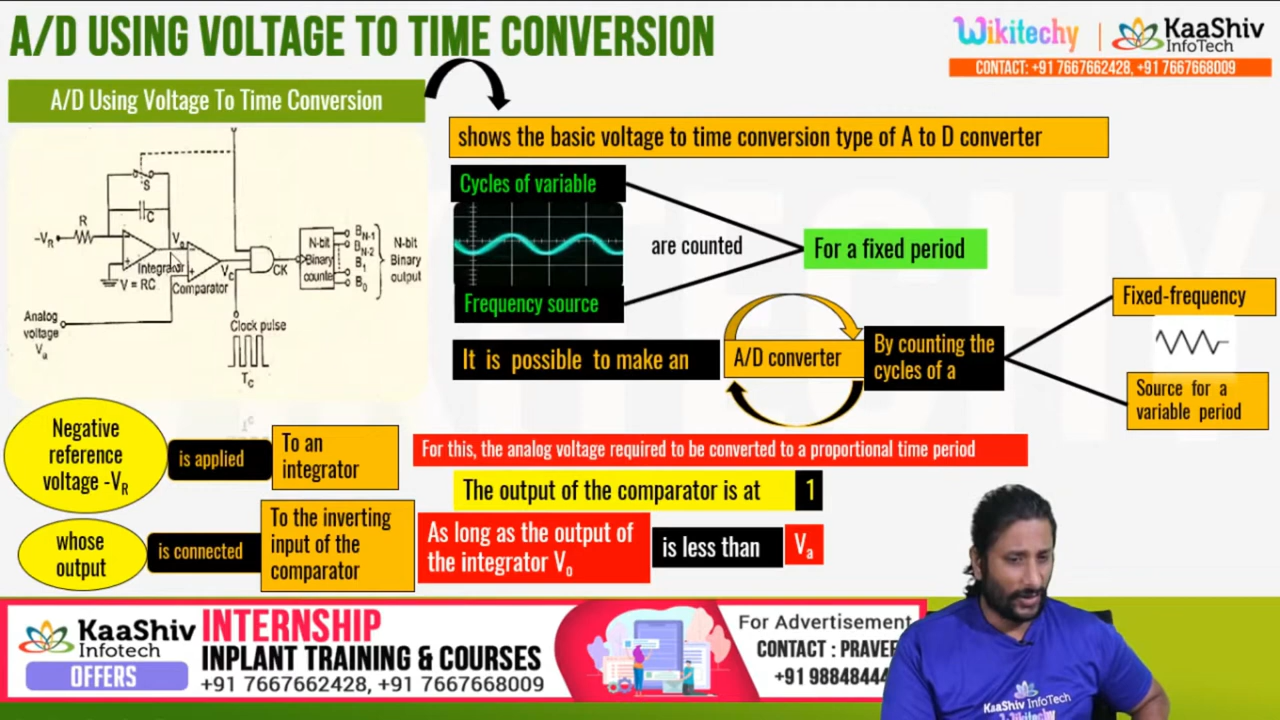 A/D USING VOLTAGE TO TIME CONVERSION
Wikitechy
KaaShiv
InfoTech
CONTACT: +91 7667662428, +91 7667668009
A/D Using Voltage To Time Conversion
shows the basic voltage to time conversion type of A to D converter
S
C
R
-VR
Integrator
V = RC
Comparator
VC
CK
N-bit
Binary
counter
BN-1
BN-2
B1
B0
N-bit
Binary
output
Analog
voltage
Va
Clock pulse
TC
Cycles of variable
are counted
Frequency source
For a fixed period
It is possible to make an
A/D converter
By counting the
cycles of a
Fixed-frequency
Source for a
variable period
Negative
reference
voltage -VR
is applied
To an
integrator
For this, the analog voltage required to be converted to a proportional time period
The output of the comparator is at
1
whose
output
is connected
To the inverting
input of the
comparator
As long as the output of
the integrator Vo
is less than
Va
KaaShiv
Infotech
OFFERS
INTERNSHIP
INPLANT TRAINING & COURSES
+91 7667662428, +91 7667668009
For Advertisement
CONTACT : PRAVEE
+91 98848444
KaaShiv InfoTech
Wikitechy